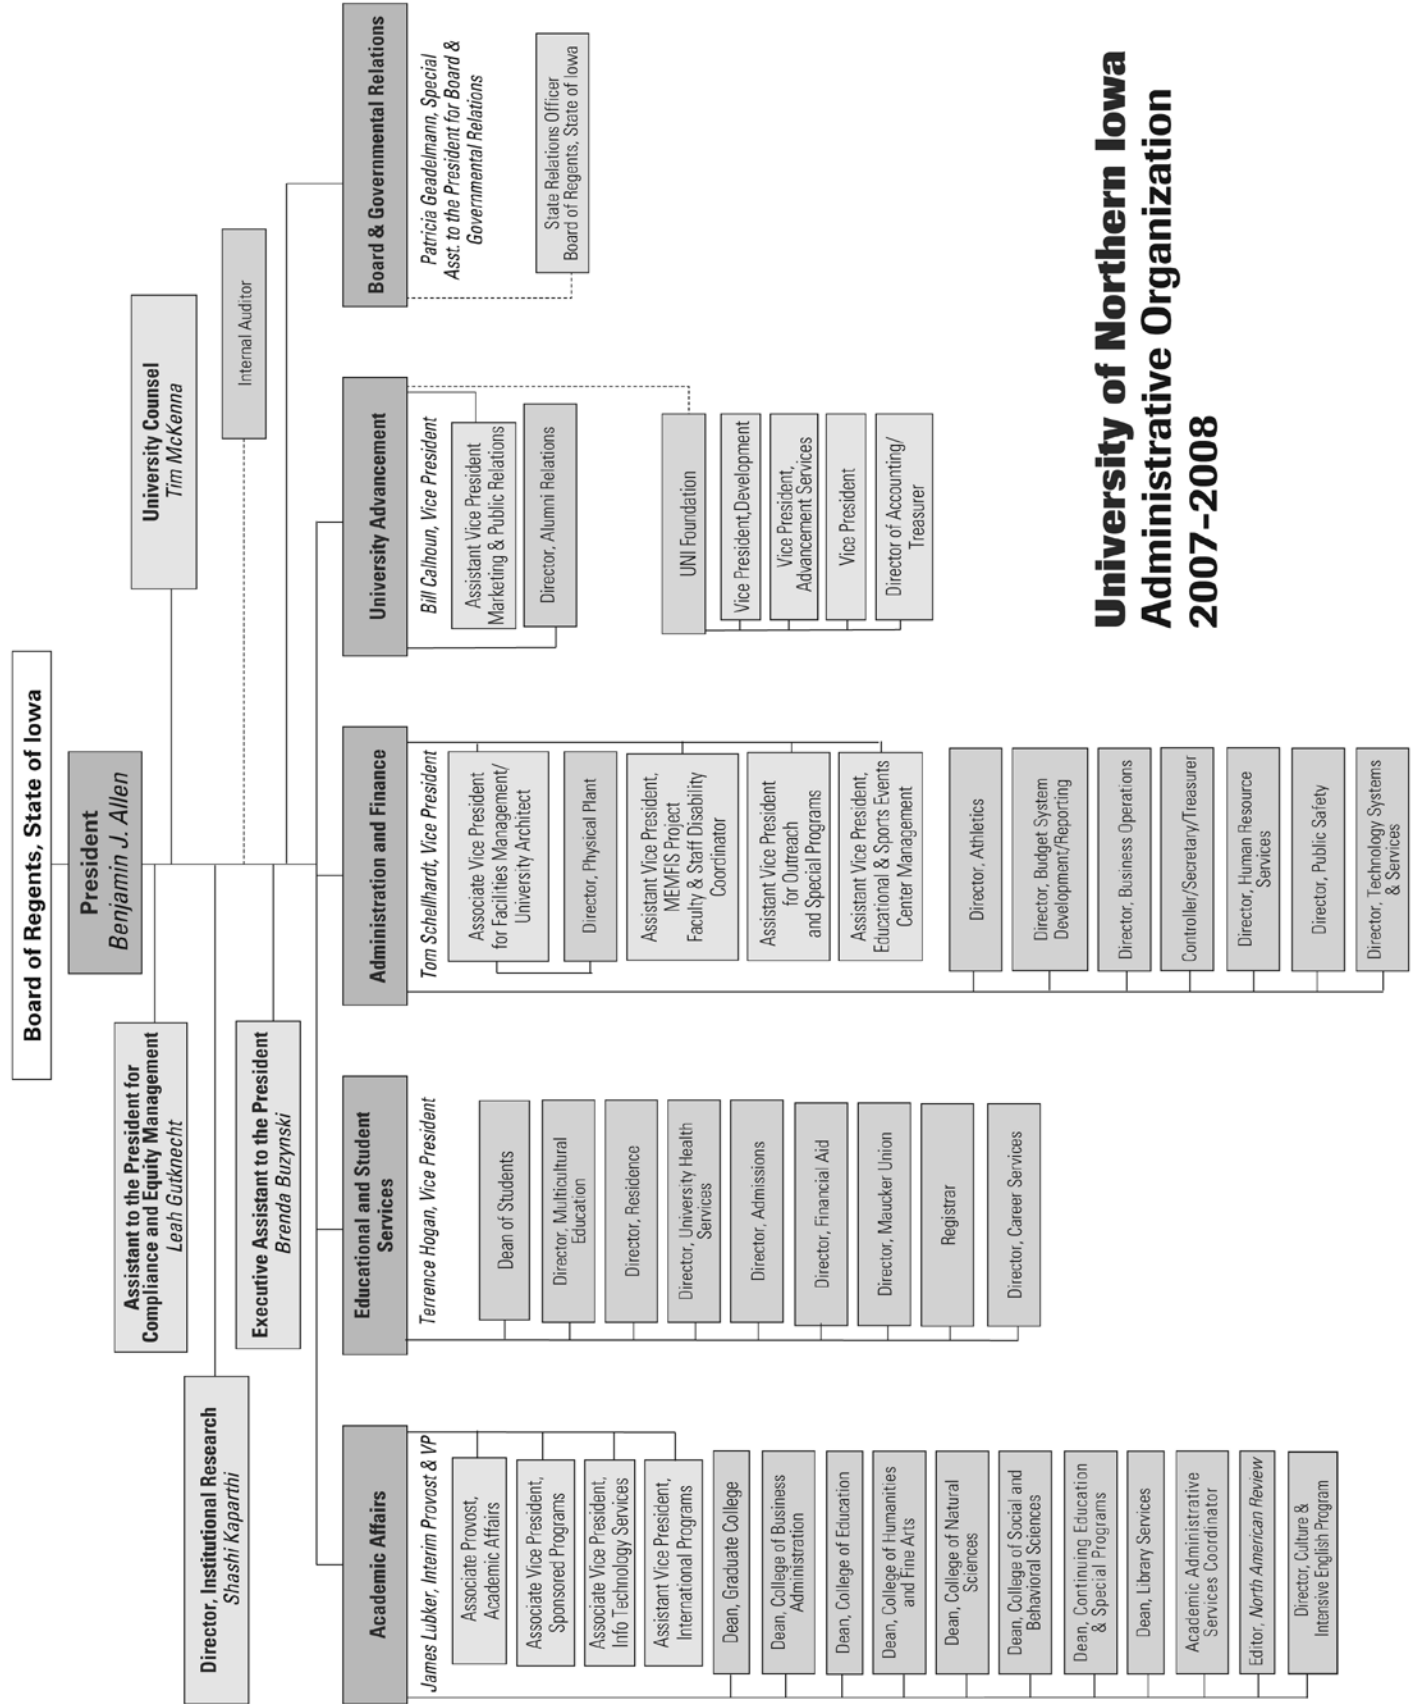 Board of Regents, State of Iowa
President
Benjamin J. Allen
Assistant to the President for
Compliance and Equity Management
Leah Gutknecht
University Counsel
Tim McKenna
Director, Institutional Research
Shashi Kaparthi
Internal Auditor
Executive Assistant to the President
Brenda Buzynski
Academic Affairs
James Lubker, Interim Provost & VP
Associate Provost,
Academic Affairs
Associate Vice President,
Sponsored Programs
Associate Vice President,
Info Technology Services
Assistant Vice President,
International Programs
Dean, Graduate College
Dean, College of Business
Administration
Dean, College of Education
Dean, College of Humanities
and Fine Arts
Dean, College of Natural
Sciences
Dean, College of Social and
Behavioral Sciences
Dean, Continuing Education
& Special Programs
Dean, Library Services
Academic Administrative
Services Coordinator
Editor, North American Review
Director, Culture &
Intensive English Program
Educational and Student
Services
Terrence Hogan, Vice President
Dean of Students
Director, Multicultural
Education
Director, Residence
Director, University Health
Services
Director, Admissions
Director, Financial Aid
Director, Maucker Union
Registrar
Director, Career Services
Administration and Finance
Tom Schellhardt, Vice President
Associate Vice President
for Facilities Management/
University Architect
Director, Physical Plant
Assistant Vice President,
MEMFIS Project
Faculty & Staff Disability
Coordinator
Assistant Vice President
for Outreach
and Special Programs
Assistant Vice President,
Educational & Sports Events
Center Management
Director, Athletics
Director, Budget System
Development/Reporting
Director, Business Operations
Controller/Secretary/Treasurer
Director, Human Resource
Services
Director, Public Safety
Director, Technology Systems
& Services
University Advancement
Bill Calhoun, Vice President
Assistant Vice President
Marketing & Public Relations
Director, Alumni Relations
UNI Foundation
Vice President,Development
Vice President,
Advancement Services
Vice President
Director of Accounting/
Treasurer
Board & Governmental Relations
Patricia Geadelmann, Special
Asst. to the President for Board &
Governmental Relations
State Relations Officer
Board of Regents, State of Iowa
University of Northern Iowa
Administrative Organization
2007–2008